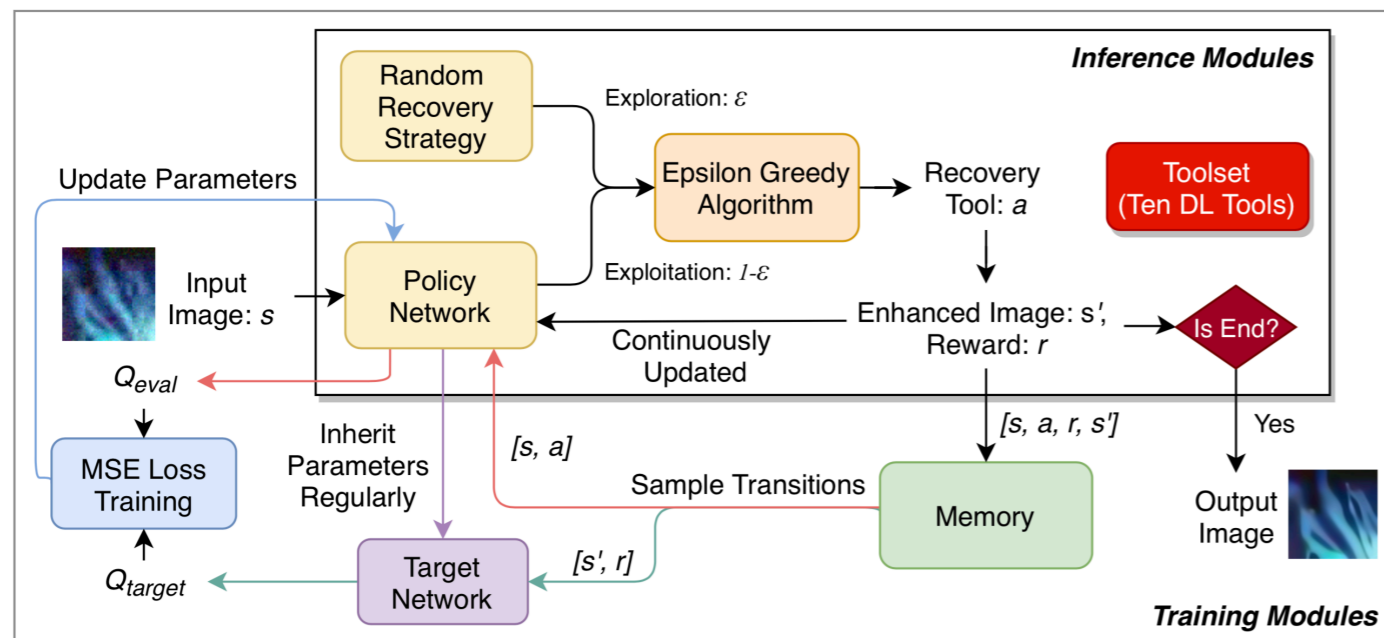 Inference Modules
Random
Recovery
Strategy
Exploration: ε
Update Parameters
Epsilon Greedy
Algorithm
Recovery
Tool: a
Toolset
(Ten DL Tools)
Input
Image: s
Policy
Network
Exploitation: 1-ε
Enhanced Image: s',
Reward: r
Is End?
Continuously
Updated
Qeval
[s, a]
[s, a, r, s']
Yes
Inherit
Parameters
Regularly
MSE Loss
Training
Sample Transitions
Memory
Output
Image
Qtarget
Target
Network
[s', r]
Training Modules